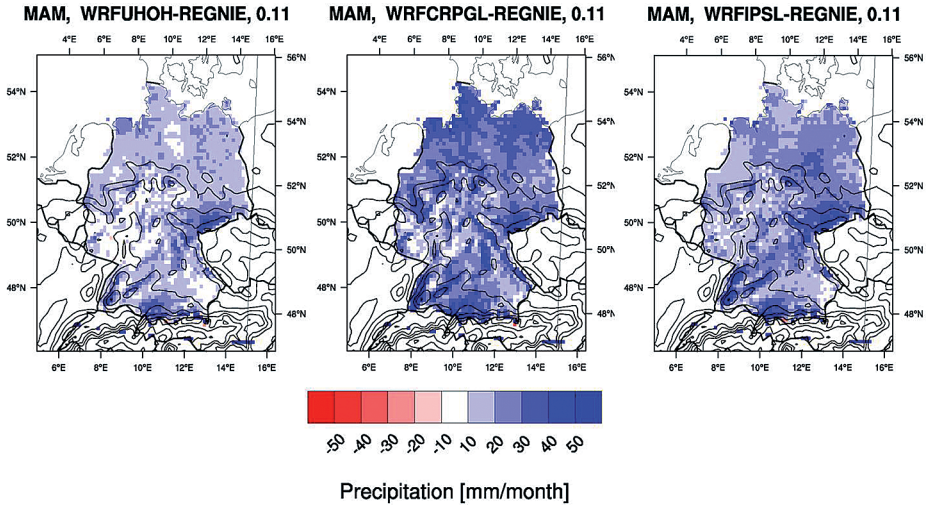 MAM, WRFUHOH-REGNIE, 0.11
MAM, WRFCRPGL-REGNIE, 0.11
MAM, WRFIPSL-REGNIE, 0.11
4°E 6°E 8°E 10°E 12°E 14°E 16°E
4°E 6°E 8°E 10°E 12°E 14°E 16°E
4°E 6°E 8°E 10°E 12°E 14°E 16°E
56°N
56°N
56°N
54°N
54°N
54°N
54°N
54°N
54°N
52°N
52°N
52°N
52°N
52°N
52°N
50°N
50°N
50°N
50°N
50°N
50°N
48°N
48°N
48°N
48°N
48°N
48°N
6°E 8°E 10°E 12°E 14°E 16°E
6°E 8°E 10°E 12°E 14°E 16°E
6°E 8°E 10°E 12°E 14°E 16°E
-50 -40 -30 -20 -10 10 20 30 40 50
Precipitation [mm/month]